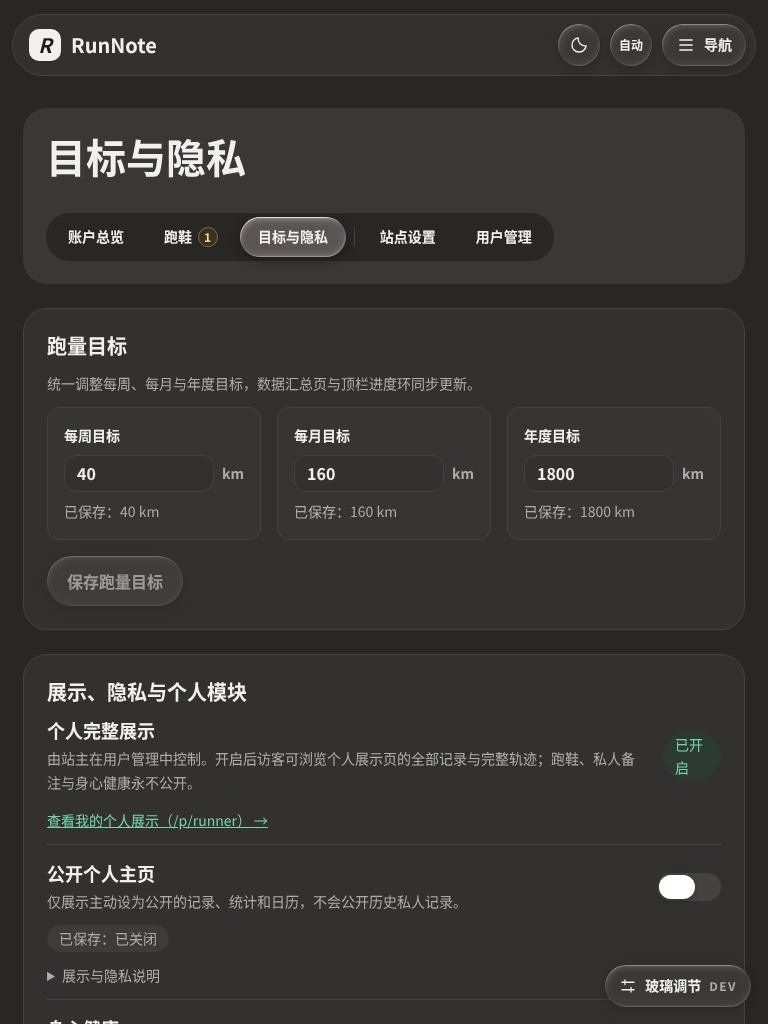 R RunNote
自动
导航
目标与隐私
账户总览 跑鞋 1 目标与隐私 站点设置 用户管理
跑量目标
统一调整每周、每月与年度目标，数据汇总页与顶栏进度环同步更新。
每周目标 每月目标 年度目标
40 km 160 km 1800 km
已保存：40 km 已保存：160 km 已保存：1800 km
保存跑量目标
展示、隐私与个人模块
个人完整展示
由站主在用户管理中控制。开启后访客可浏览个人展示页的全部记录与完整轨迹；跑鞋、私人备
注与身心健康永不公开。
已开
启
查看我的个人展示（/p/runner） →
公开个人主页
仅展示主动设为公开的记录、统计和日历，不会公开历史私人记录。
已保存：已关闭
▶ 展示与隐私说明
玻璃调节 DEV